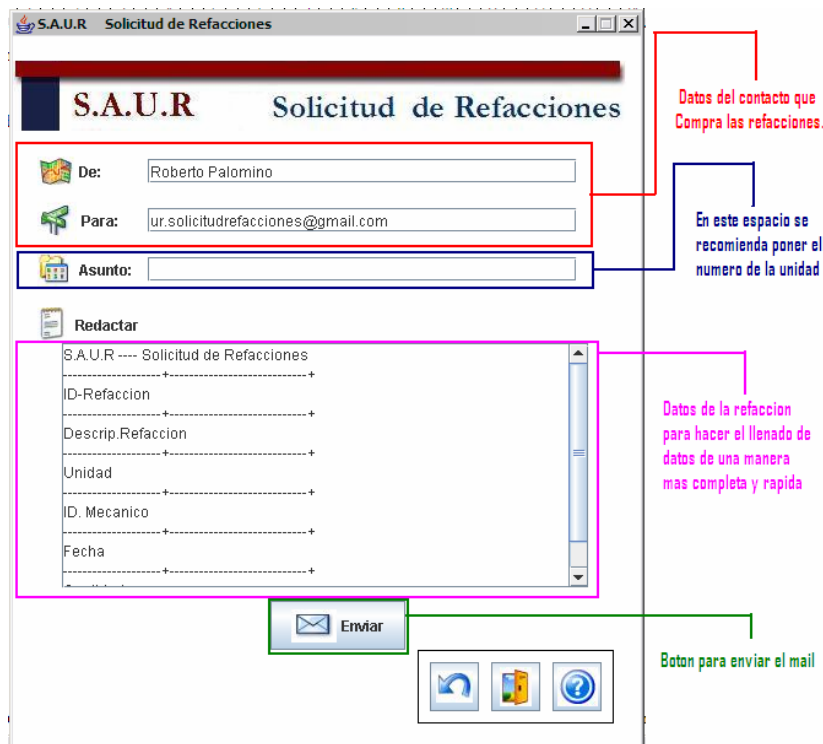 S.A.U.R Solicitud de Refacciones
S.A.U.R Solicitud de Refacciones
Datos del contacto que
Compra las refacciones.
De: Roberto Palomino
Para: ur.solicitudrefacciones@gmail.com
En este espacio se
recomienda poner el
numero de la unidad
Asunto:
Redactar
S.A.U.R ---- Solicitud de Refacciones
--------------------+----------------------------+
ID-Refaccion
--------------------+----------------------------+
Descrip.Refaccion
--------------------+----------------------------+
Unidad
--------------------+----------------------------+
ID. Mecanico
--------------------+----------------------------+
Fecha
--------------------+----------------------------+
Datos de la refaccion
para hacer el llenado de
datos de una manera
mas completa y rapida
Enviar
Boton para enviar el mail